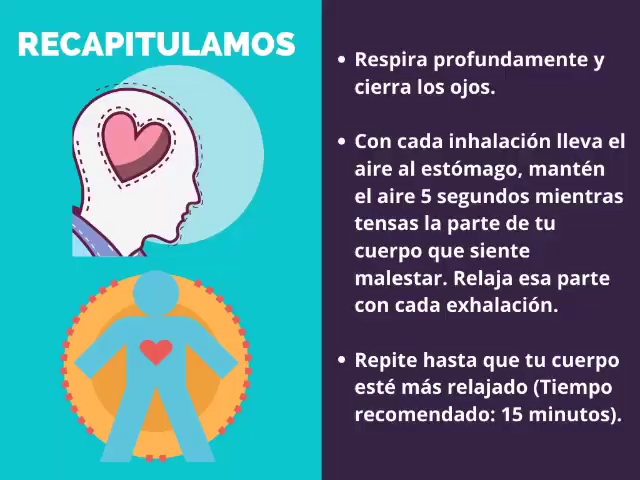 RECAPITULAMOS
• Respira profundamente y
cierra los ojos.
• Con cada inhalación lleva el
aire al estómago, mantén
el aire 5 segundos mientras
tensas la parte de tu
cuerpo que siente
malestar. Relaja esa parte
con cada exhalación.
• Repite hasta que tu cuerpo
esté más relajado (Tiempo
recomendado: 15 minutos).